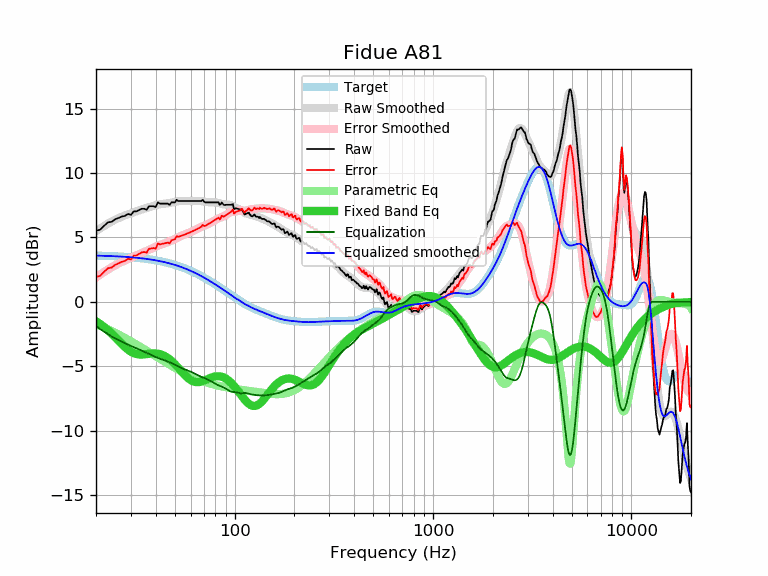 Fidue A81
Target
Raw Smoothed
Error Smoothed
Raw
Error
Parametric Eq
Fixed Band Eq
Equalization
Equalized smoothed
Amplitude (dBr)
15
10
5
0
−5
−10
−15
100
1000
10000
Frequency (Hz)